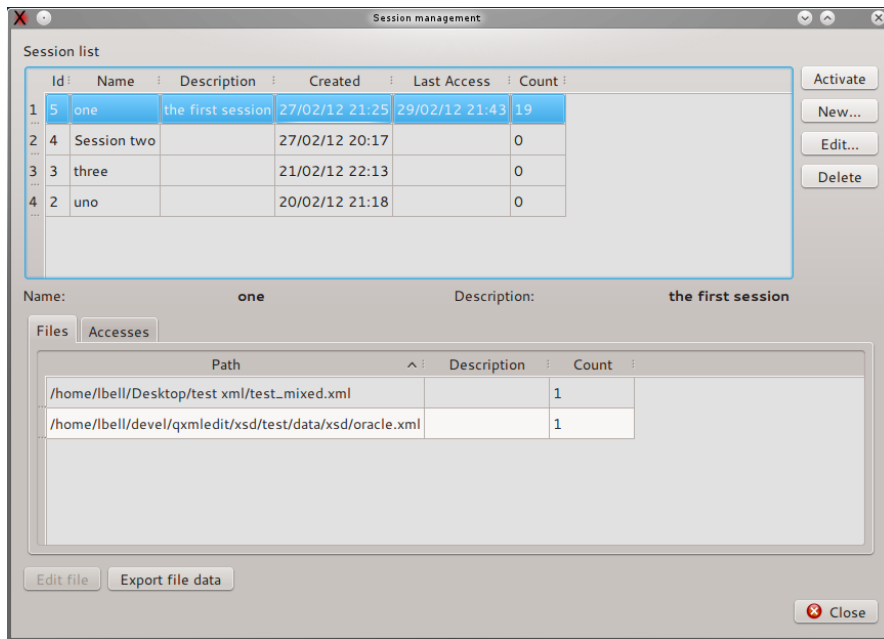 Session management
Session list
Id Name Description Created Last Access Count
1 5 one the first session 27/02/12 21:25 29/02/12 21:43 19
2 4 Session two 27/02/12 20:17 0
3 3 three 21/02/12 22:13 0
4 2 uno 20/02/12 21:18 0
Activate
New...
Edit...
Delete
Name: one Description: the first session
Files Accesses
Path Description Count
/home/lbell/Desktop/test xml/test_mixed.xml 1
/home/lbell/devel/qxmledit/xsd/test/data/xsd/oracle.xml 1
Edit file Export file data
Close